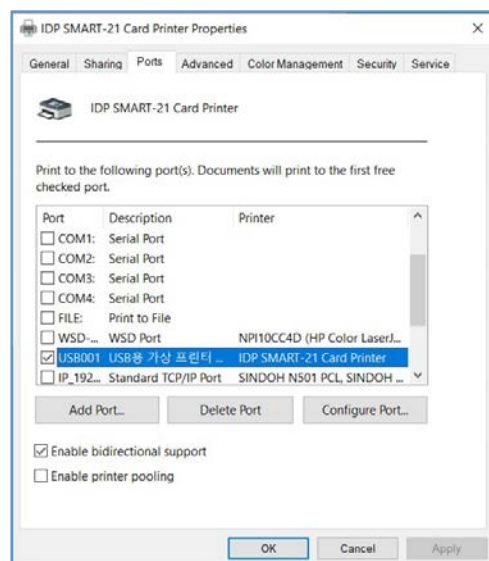 IDP SMART-21 Card Printer Properties
General Sharing Ports Advanced Color Management Security Service
IDP SMART-21 Card Printer
Print to the following port(s). Documents will print to the first free
checked port.
Port Description Printer
COM1: Serial Port
COM2: Serial Port
COM3: Serial Port
COM4: Serial Port
FILE: Print to File
WSD-... WSD Port NPI10CC4D (HP Color LaserJ...
USB001 USB용 가상 프린터 ... IDP SMART-21 Card Printer
IP_192... Standard TCP/IP Port SINDOH N501 PCL, SINDOH ...
Add Port... Delete Port Configure Port...
Enable bidirectional support
Enable printer pooling
OK Cancel Apply